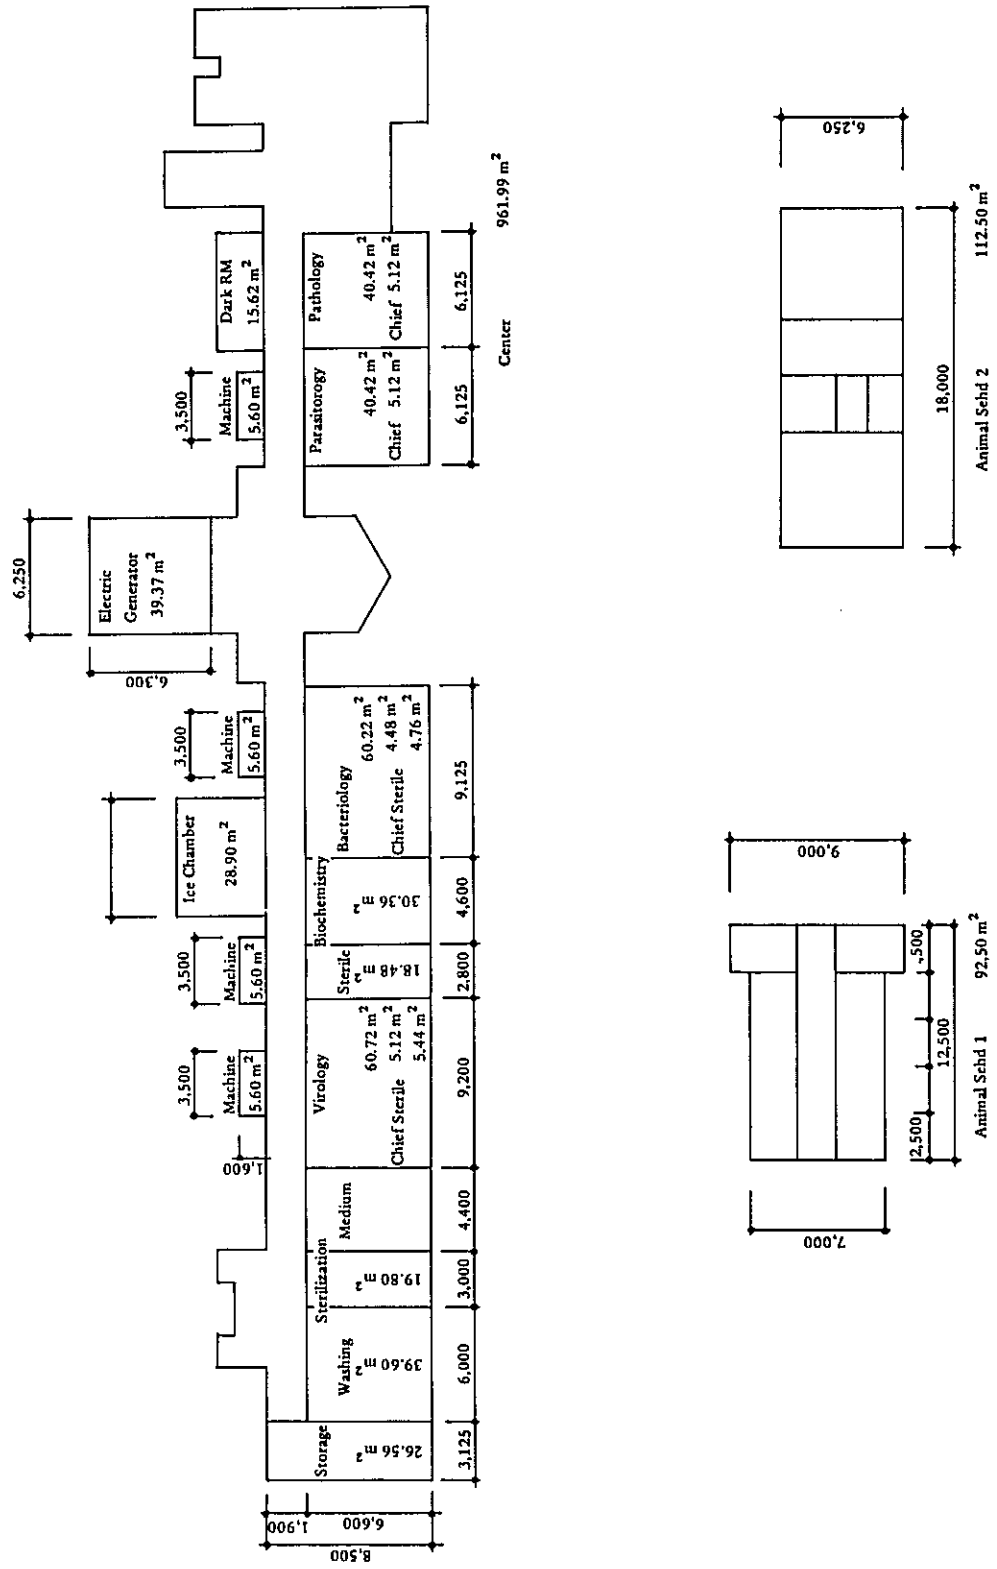 6,250
6,300
Electric
Generator
39.37 m²
3,500
Machine
5.60 m²
1,600
3,500
Machine
5.60 m²
Ice Chamber
28.90 m²
3,500
Machine
5.60 m²
3,500
Machine
5.60 m²
Dark RM
15.62 m²
8,500
1,900
6,600
Storage
26.56 m²
Washing
39.60 m²
Sterilization
19.80 m²
Medium
Virology
60.72 m²
Chief 5.12 m²
Sterile 5.44 m²
Sterile
18.48 m²
Biochemistry
30.36 m²
Bacteriology
60.22 m²
Chief 4.48 m²
Sterile 4.76 m²
Parasitorogy
40.42 m²
Chief 5.12 m²
Pathology
40.42 m²
Chief 5.12 m²
3,125
6,000
3,000
4,400
9,200
2,800
4,600
9,125
6,125
6,125
Center
961.99 m²
7,000
9,000
2,500
,500
12,500
Animal Sehd 1
92,50 m²
6,250
18,000
Animal Sehd 2
112.50 m²